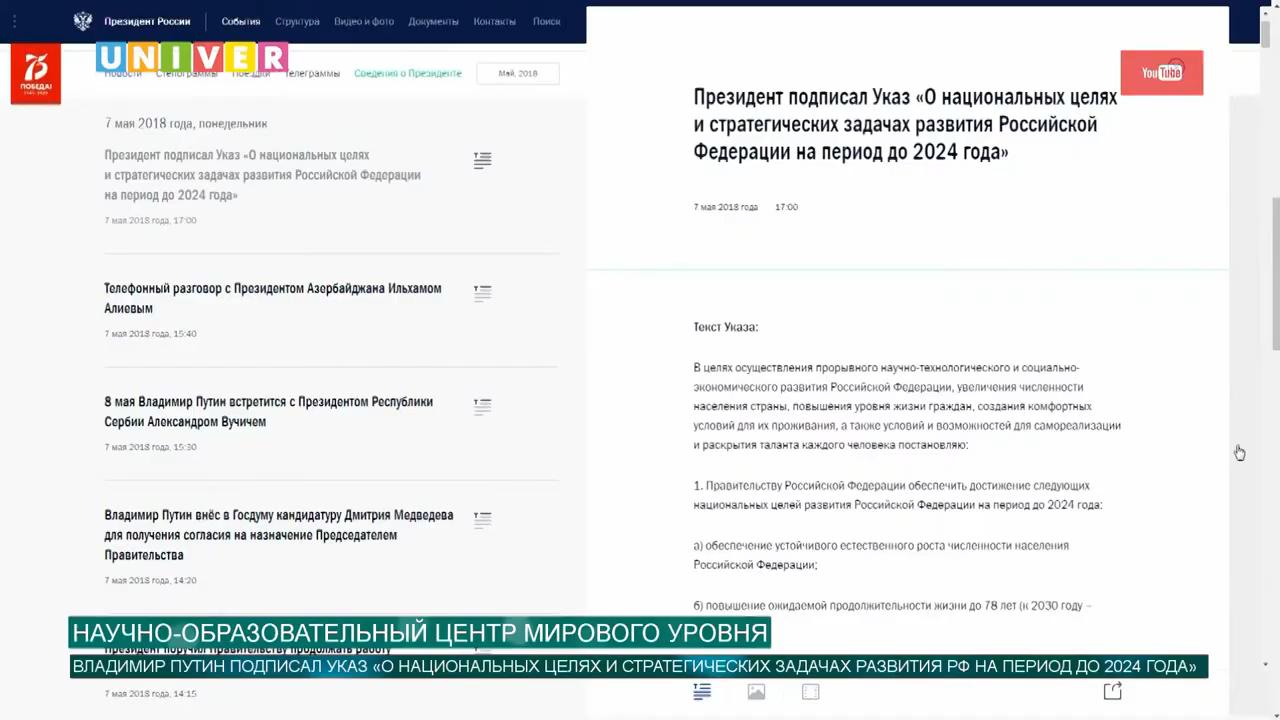 Президент России
События
Структура
Видео и фото
Документы
Контакты
Поиск
UNIVER
75
ПОБЕДА!
Новости
Стенограммы
Поездки
Телеграммы
Сведения о Президенте
Май, 2018
YouTube
7 мая 2018 года, понедельник
Президент подписал Указ «О национальных целях
и стратегических задачах развития Российской Федерации
на период до 2024 года»
7 мая 2018 года, 17:00
Телефонный разговор с Президентом Азербайджана Ильхамом
Алиевым
7 мая 2018 года, 15:40
8 мая Владимир Путин встретится с Президентом Республики
Сербии Александром Вучичем
7 мая 2018 года, 15:30
Владимир Путин внёс в Госдуму кандидатуру Дмитрия Медведева
для получения согласия на назначение Председателем
Правительства
7 мая 2018 года, 14:20
Президент поручил Правительству продолжать работу
7 мая 2018 года, 14:15
Президент подписал Указ «О национальных целях
и стратегических задачах развития Российской
Федерации на период до 2024 года»
7 мая 2018 года 17:00
Текст Указа:
В целях осуществления прорывного научно-технологического и социально-
экономического развития Российской Федерации, увеличения численности
населения страны, повышения уровня жизни граждан, создания комфортных
условий для их проживания, а также условий и возможностей для самореализации
и раскрытия таланта каждого человека постановляю:
1. Правительству Российской Федерации обеспечить достижение следующих
национальных целей развития Российской Федерации на период до 2024 года:
а) обеспечение устойчивого естественного роста численности населения
Российской Федерации;
б) повышение ожидаемой продолжительности жизни до 78 лет (к 2030 году –
НАУЧНО-ОБРАЗОВАТЕЛЬНЫЙ ЦЕНТР МИРОВОГО УРОВНЯ
ВЛАДИМИР ПУТИН ПОДПИСАЛ УКАЗ «О НАЦИОНАЛЬНЫХ ЦЕЛЯХ И СТРАТЕГИЧЕСКИХ ЗАДАЧАХ РАЗВИТИЯ РФ НА ПЕРИОД ДО 2024 ГОДА»